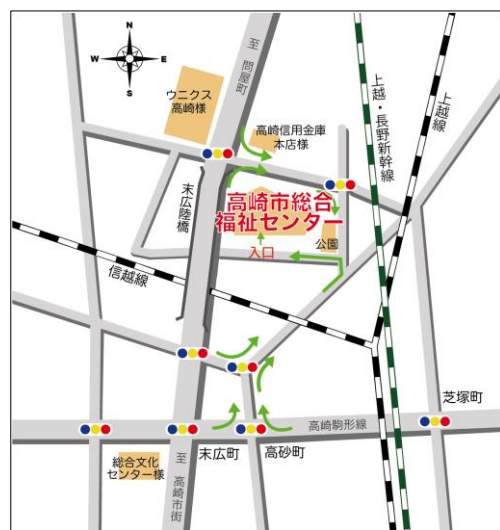 N
W E
S
至 問屋町
ウニクス
高崎様
高崎信用金庫
本店様
上越・長野新幹線
上越線
末広陸橋
高崎市総合
福祉センター
公園
入口
信越線
芝塚町
高崎駒形線
末広町
高砂町
総合文化
センター様
至 高崎市街